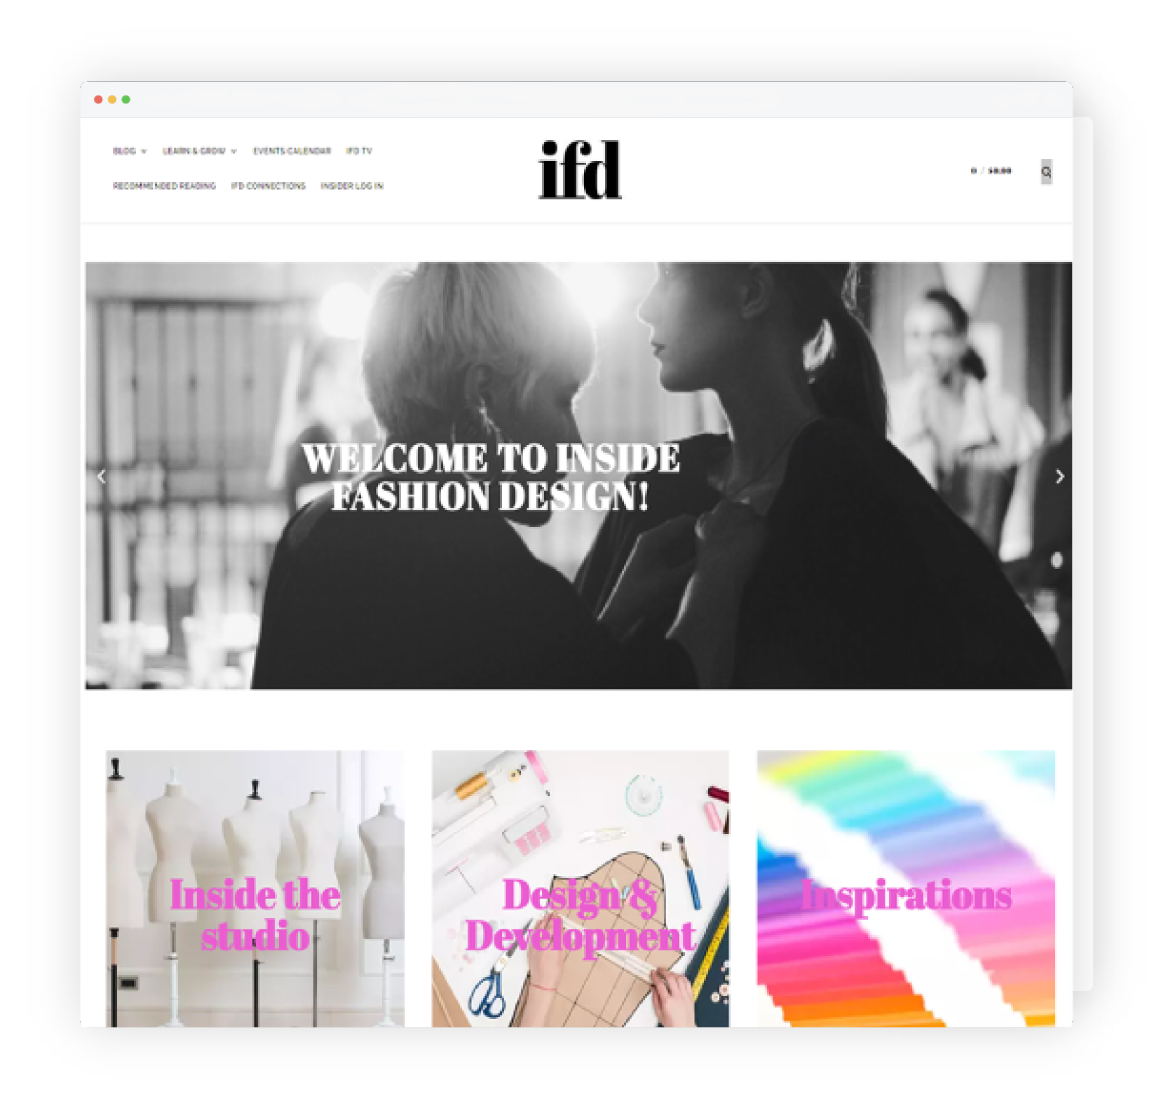 BLOG
LEARN & GROW
EVENTS CALENDAR
IFD TV
RECOMMENDED READING
IFD CONNECTIONS
INSIDER LOG IN
ifd
0 / $0.00
WELCOME TO INSIDE
FASHION DESIGN!
Inside the
studio
Design &
Development
Inspirations